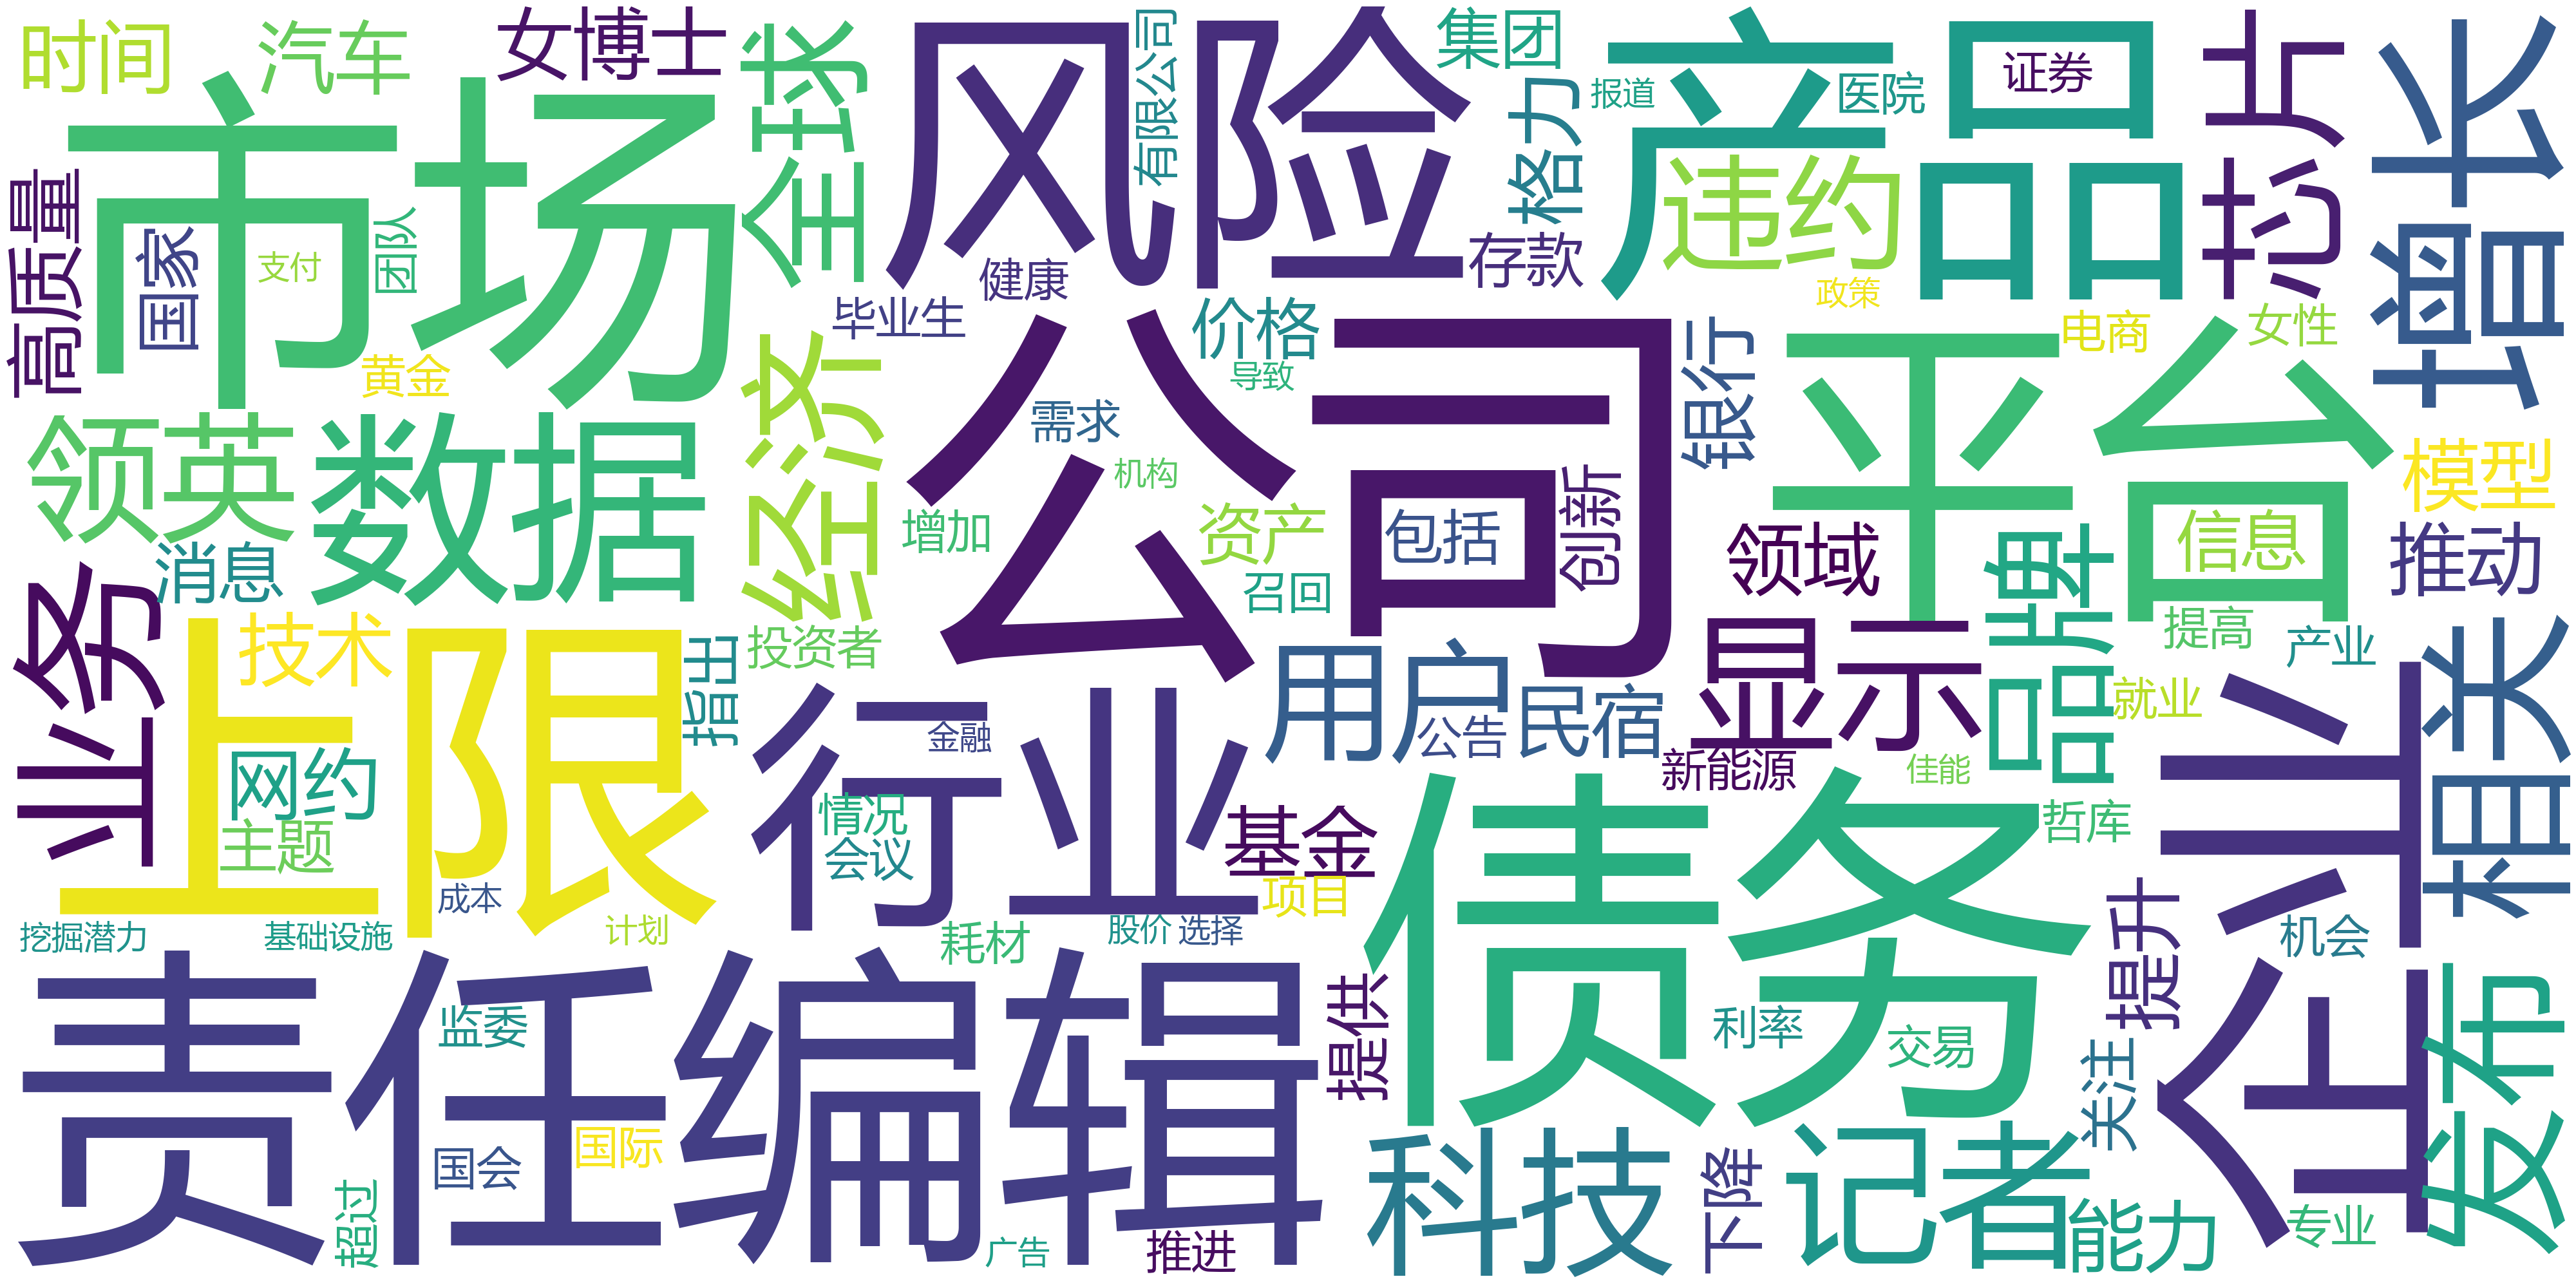 时间
汽车
女博士
全球
风险
有限公司
集团
产品
报道
医院
证券
芯片
增长
市场
高质量
国家
支付
团队
黄金
毕业生
健康
格力
存款
违约
政策
价格
导致
电商
女性
领英
数据
经济
需求
机构
公司
银行
平台
模型
消息
增加
资产
召回
包括
创新
领域
信息
推动
业务
技术
上限
指出
投资者
行业
金融
用户
公告
民宿
显示
新能源
品牌
提高
就业
产业
相关
网约
主题
情况
会议
基金
项目
债务
佳能
哲库
企业
成本
挖掘潜力
基础设施
计划
耗材
股价
选择
提升
机会
责任编辑
监委
国会
国际
超过
广告
推进
提供
利率
交易
关注
科技
下降
记者
能力
专业
发布